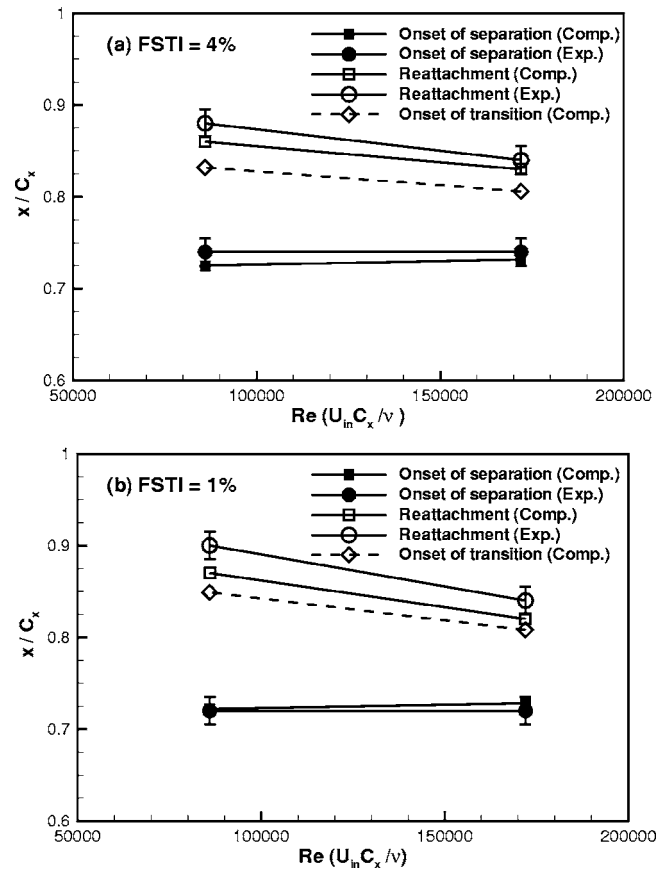 (a) FSTI = 4%
Onset of separation (Comp.)
Onset of separation (Exp.)
Reattachment (Comp.)
Reattachment (Exp.)
Onset of transition (Comp.)
1
0.9
0.8
0.7
0.6
x / Cₓ
50000 100000 150000 200000
Re (UᵢₙCₓ/ν)
(b) FSTI = 1%
Onset of separation (Comp.)
Onset of separation (Exp.)
Reattachment (Comp.)
Reattachment (Exp.)
Onset of transition (Comp.)
1
0.9
0.8
0.7
0.6
x / Cₓ
50000 100000 150000 200000
Re (UᵢₙCₓ/ν)